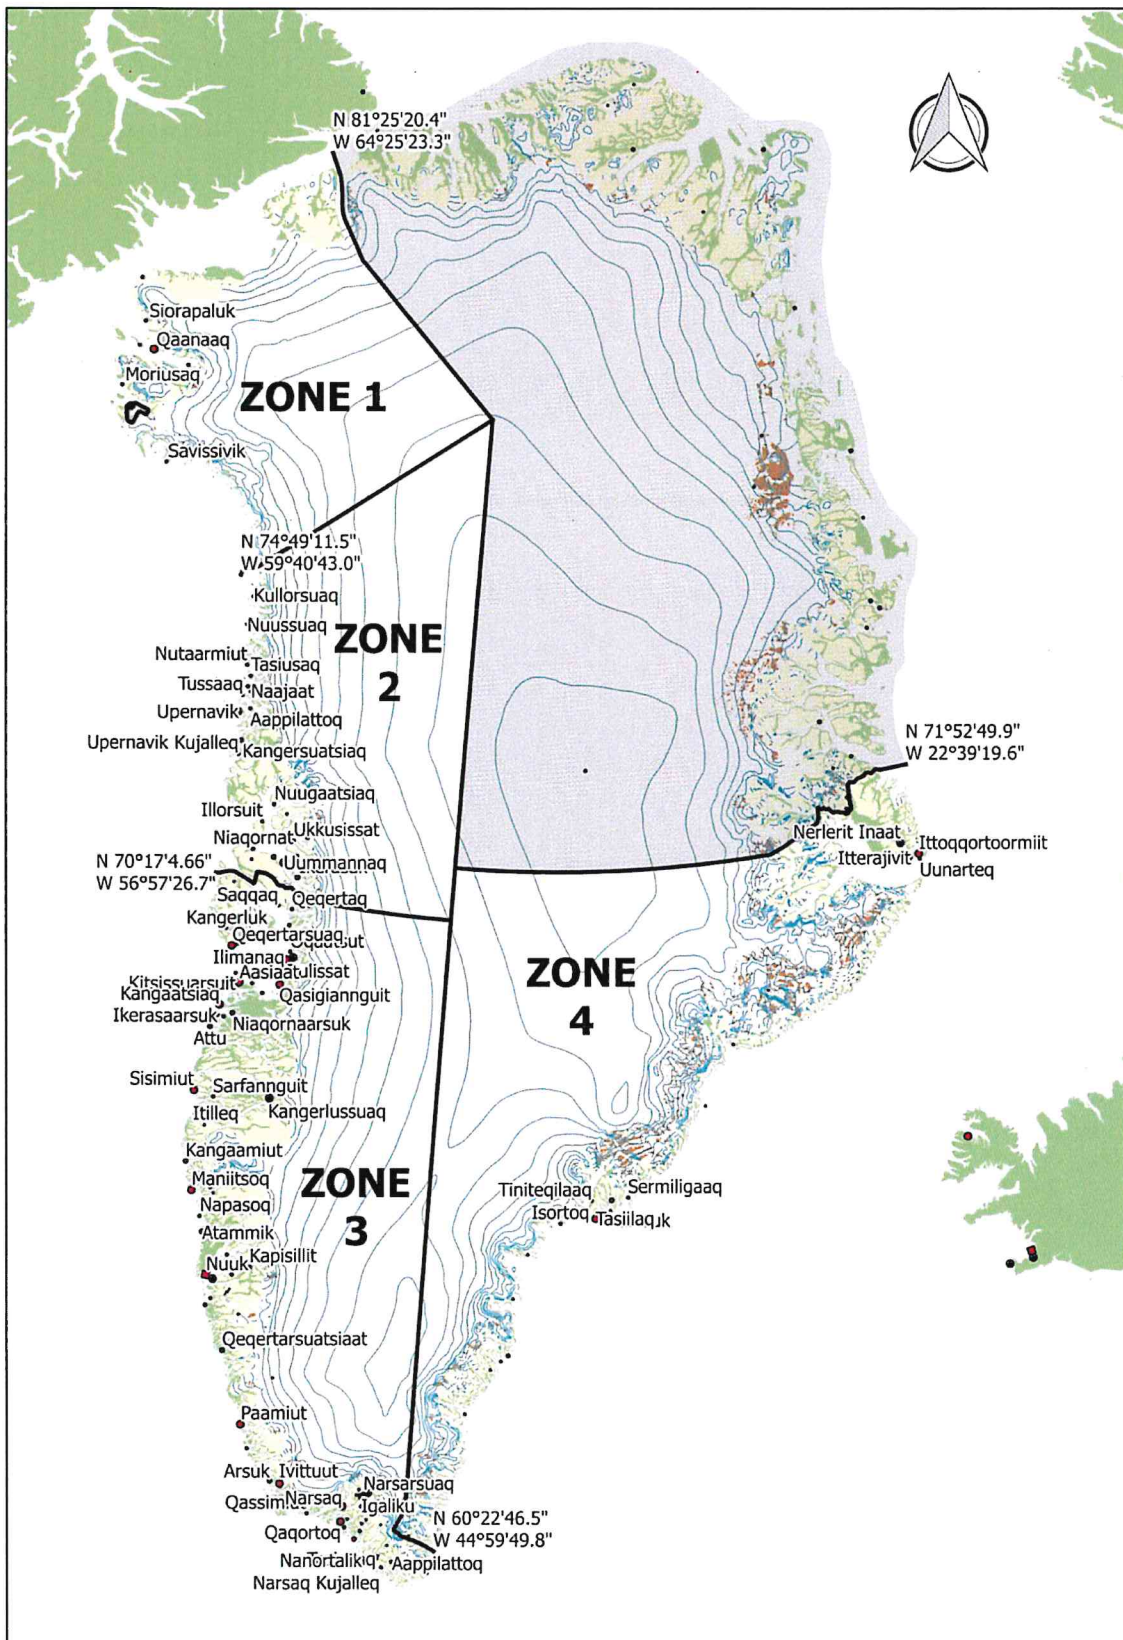 N 81°25'20.4"
W 64°25'23.3"
Siorapaluk
Qaanaaq
Moriusaq
ZONE 1
Savissivik
N 74°49'11.5"
W 59°40'43.0"
Kullorsuaq
Nuussuaq
ZONE
2
Nutaarmiut
Tasiusaq
Tussaaq
Naajaat
Upernavik
Aappilattoq
Upernavik Kujalleq
Kangersuatsiaq
N 71°52'49.9"
W 22°39'19.6"
Nuugaatsiaq
Illorsuit
Ukkusissat
Niaqornat
Nerlerit Inaat
Ittoqqortoormiit
Itterajivit
Uunarteq
N 70°17'4.66"
W 56°57'26.7"
Uummannaq
Saqqaq
Qeqertaq
Kangerluk
Qeqertarsuaq
Ilimanaq
Aasiaat
Kitsissuarsuit
Kangaatsiaq
Qasigiannguit
Ikerasaarsuk
Niaqornaarsuk
Attu
ZONE
4
Sisimiut
Sarfannguit
Itilleq
Kangerlussuaq
Kangaamiut
Maniitsoq
ZONE
3
Napasoq
Atammik
Nuuk
Kapisillit
Tiniteqilaaq
Sermiligaaq
Isortoq
Tasiilaq
Qeqertarsuatsiaat
Paamiut
Arsuk
Ivittuut
Narsarsuaq
Narsaq
Igaliku
Qaqortoq
N 60°22'46.5"
W 44°59'49.8"
Nanortalik
Aappilattoq
Narsaq Kujalleq